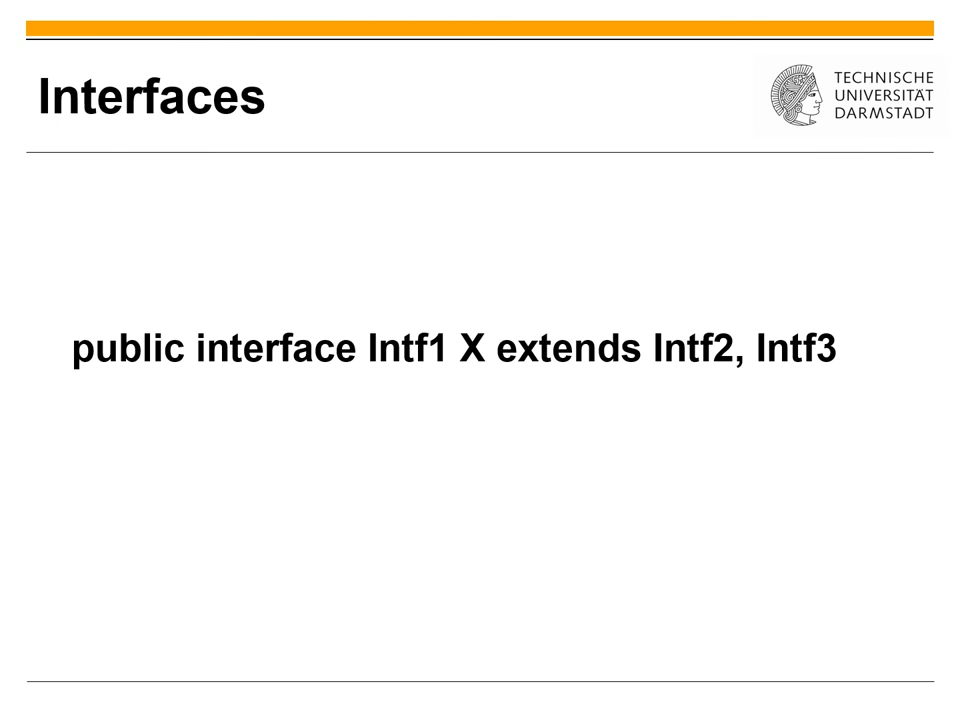 Interfaces
TECHNISCHE
UNIVERSITÄT
DARMSTADT
public interface Intf1 X extends Intf2, Intf3